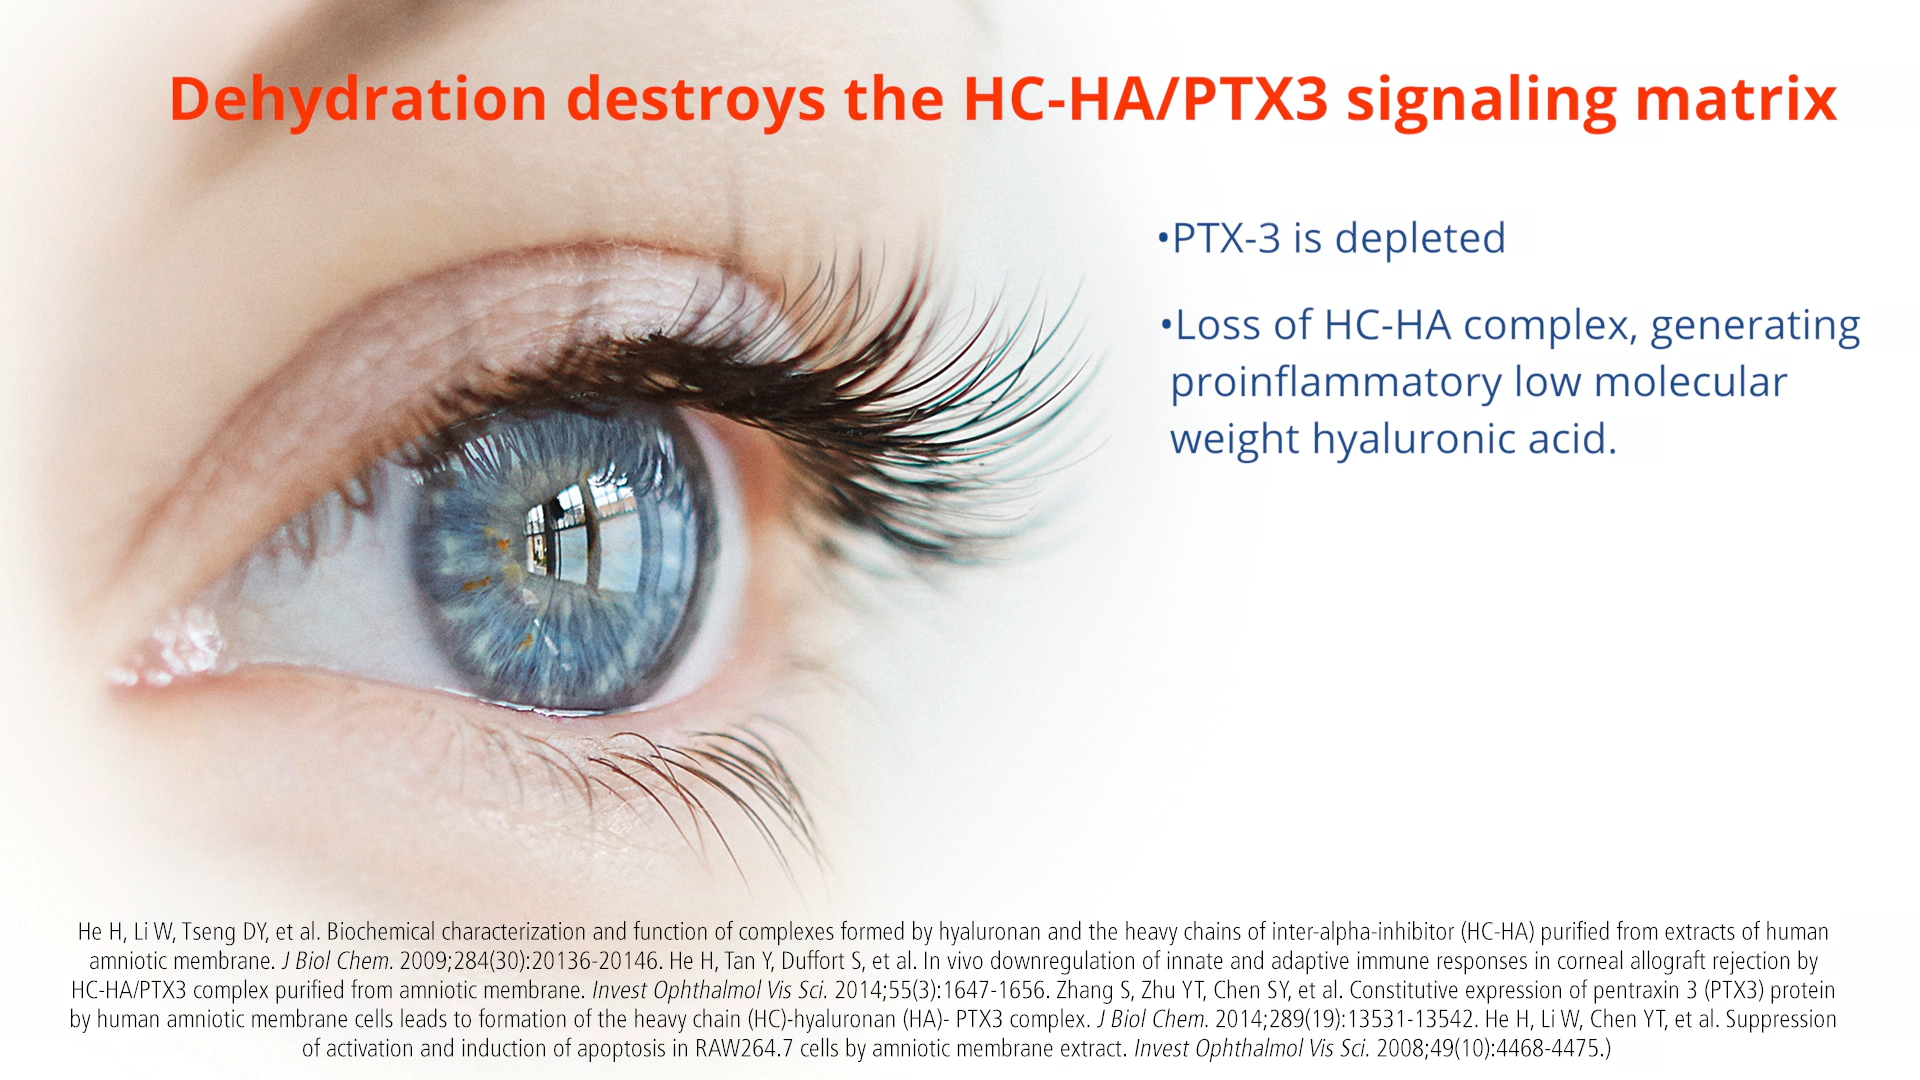 Dehydration destroys the HC-HA/PTX3 signaling matrix
•PTX-3 is depleted
•Loss of HC-HA complex, generating
proinflammatory low molecular
weight hyaluronic acid.
He H, Li W, Tseng DY, et al. Biochemical characterization and function of complexes formed by hyaluronan and the heavy chains of inter-alpha-inhibitor (HC-HA) purified from extracts of human
amniotic membrane. J Biol Chem. 2009;284(30):20136-20146. He H, Tan Y, Duffort S, et al. In vivo downregulation of innate and adaptive immune responses in corneal allograft rejection by
HC-HA/PTX3 complex purified from amniotic membrane. Invest Ophthalmol Vis Sci. 2014;55(3):1647-1656. Zhang S, Zhu YT, Chen SY, et al. Constitutive expression of pentraxin 3 (PTX3) protein
by human amniotic membrane cells leads to formation of the heavy chain (HC)-hyaluronan (HA)- PTX3 complex. J Biol Chem. 2014;289(19):13531-13542. He H, Li W, Chen YT, et al. Suppression
of activation and induction of apoptosis in RAW264.7 cells by amniotic membrane extract. Invest Ophthalmol Vis Sci. 2008;49(10):4468-4475.)